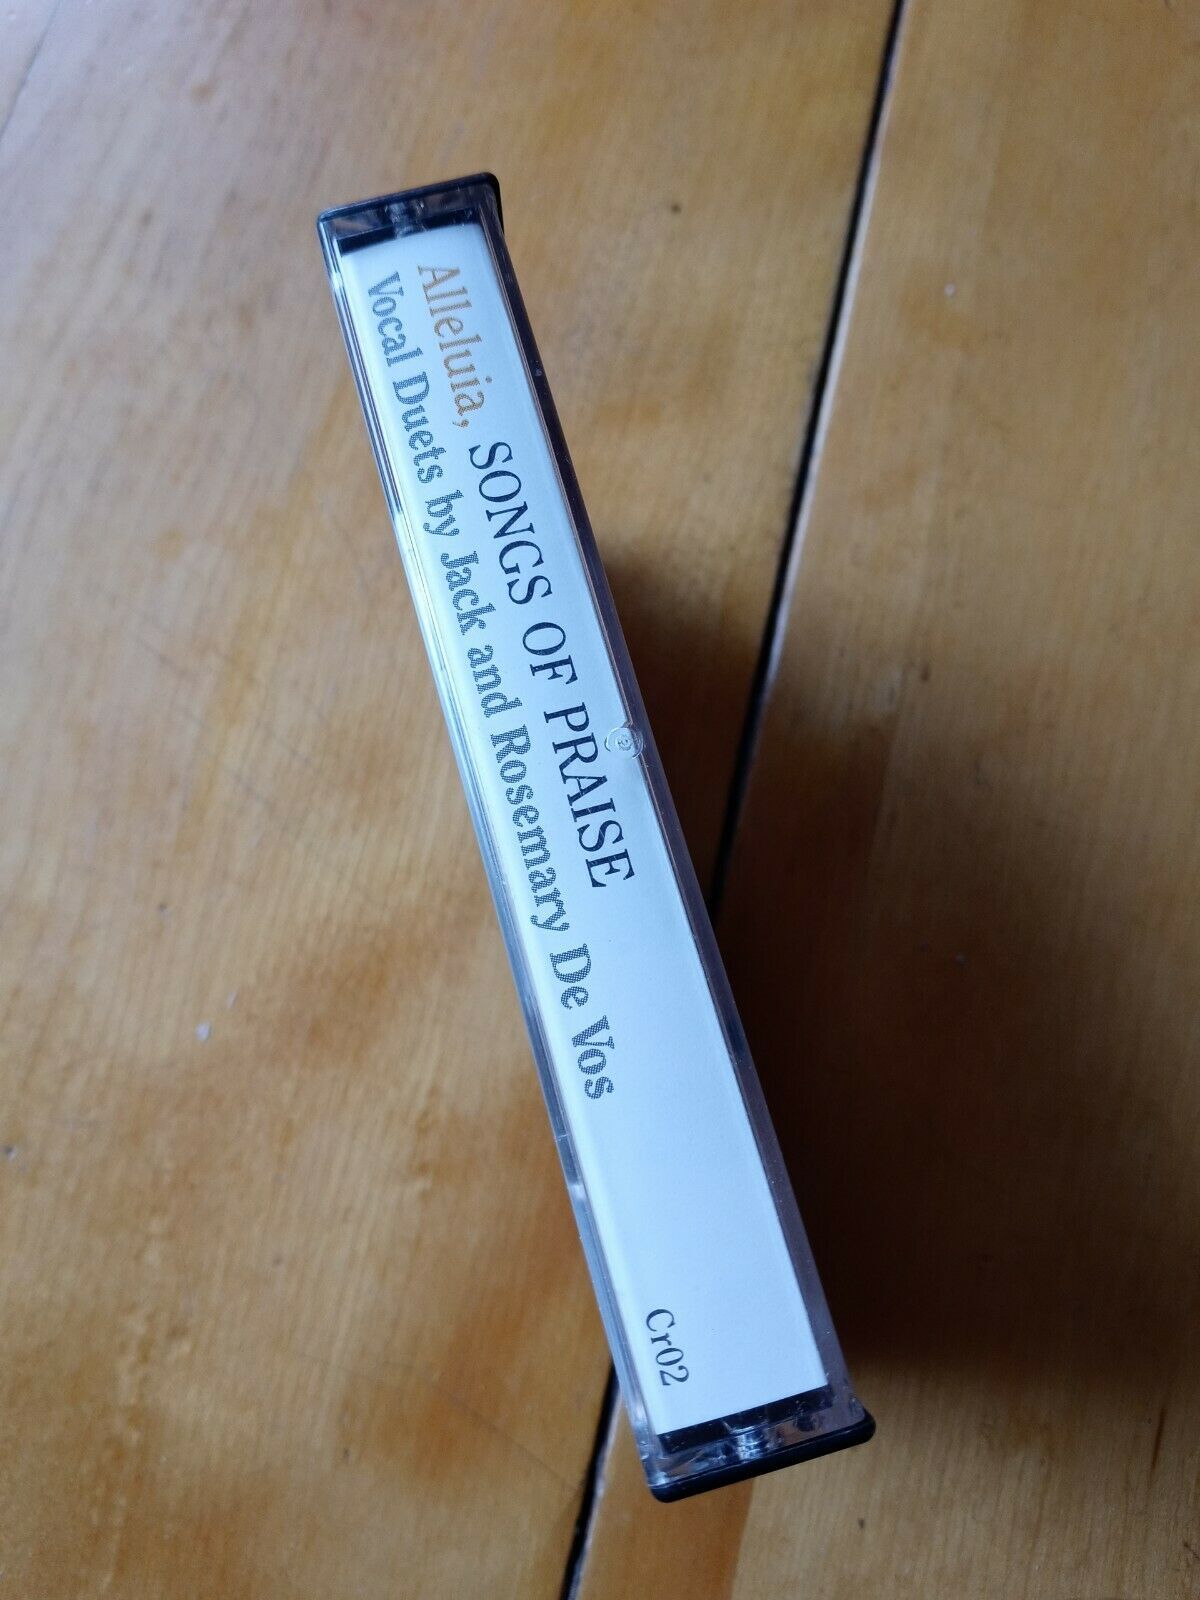 Alleluia, SONGS OF PRAISE
Vocal Duets by Jack and Rosemary De Vos
Cr02